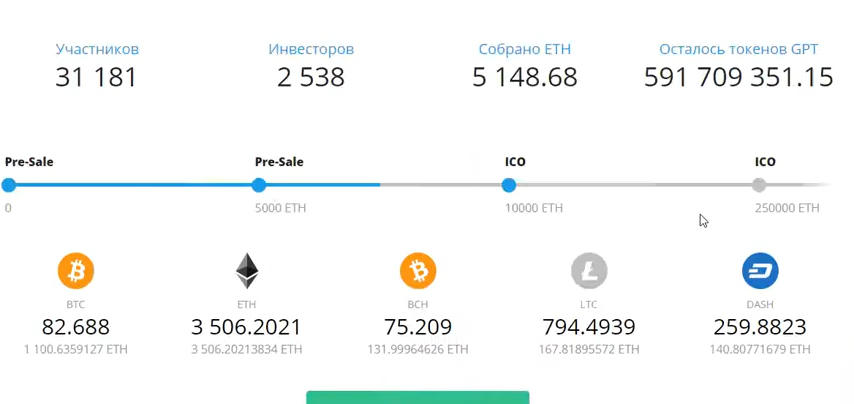 Участников Инвесторов Собрано ETH Осталось токенов GPT
31 181 2 538 5 148.68 591 709 351.15
Pre-Sale Pre-Sale ICO ICO
0 5000 ETH 10000 ETH 250000 ETH
BTC ETH BCH LTC DASH
82.688 3 506.2021 75.209 794.4939 259.8823
1 100.6359127 ETH 3 506.20213834 ETH 131.99964626 ETH 167.81895572 ETH 140.80771679 ETH